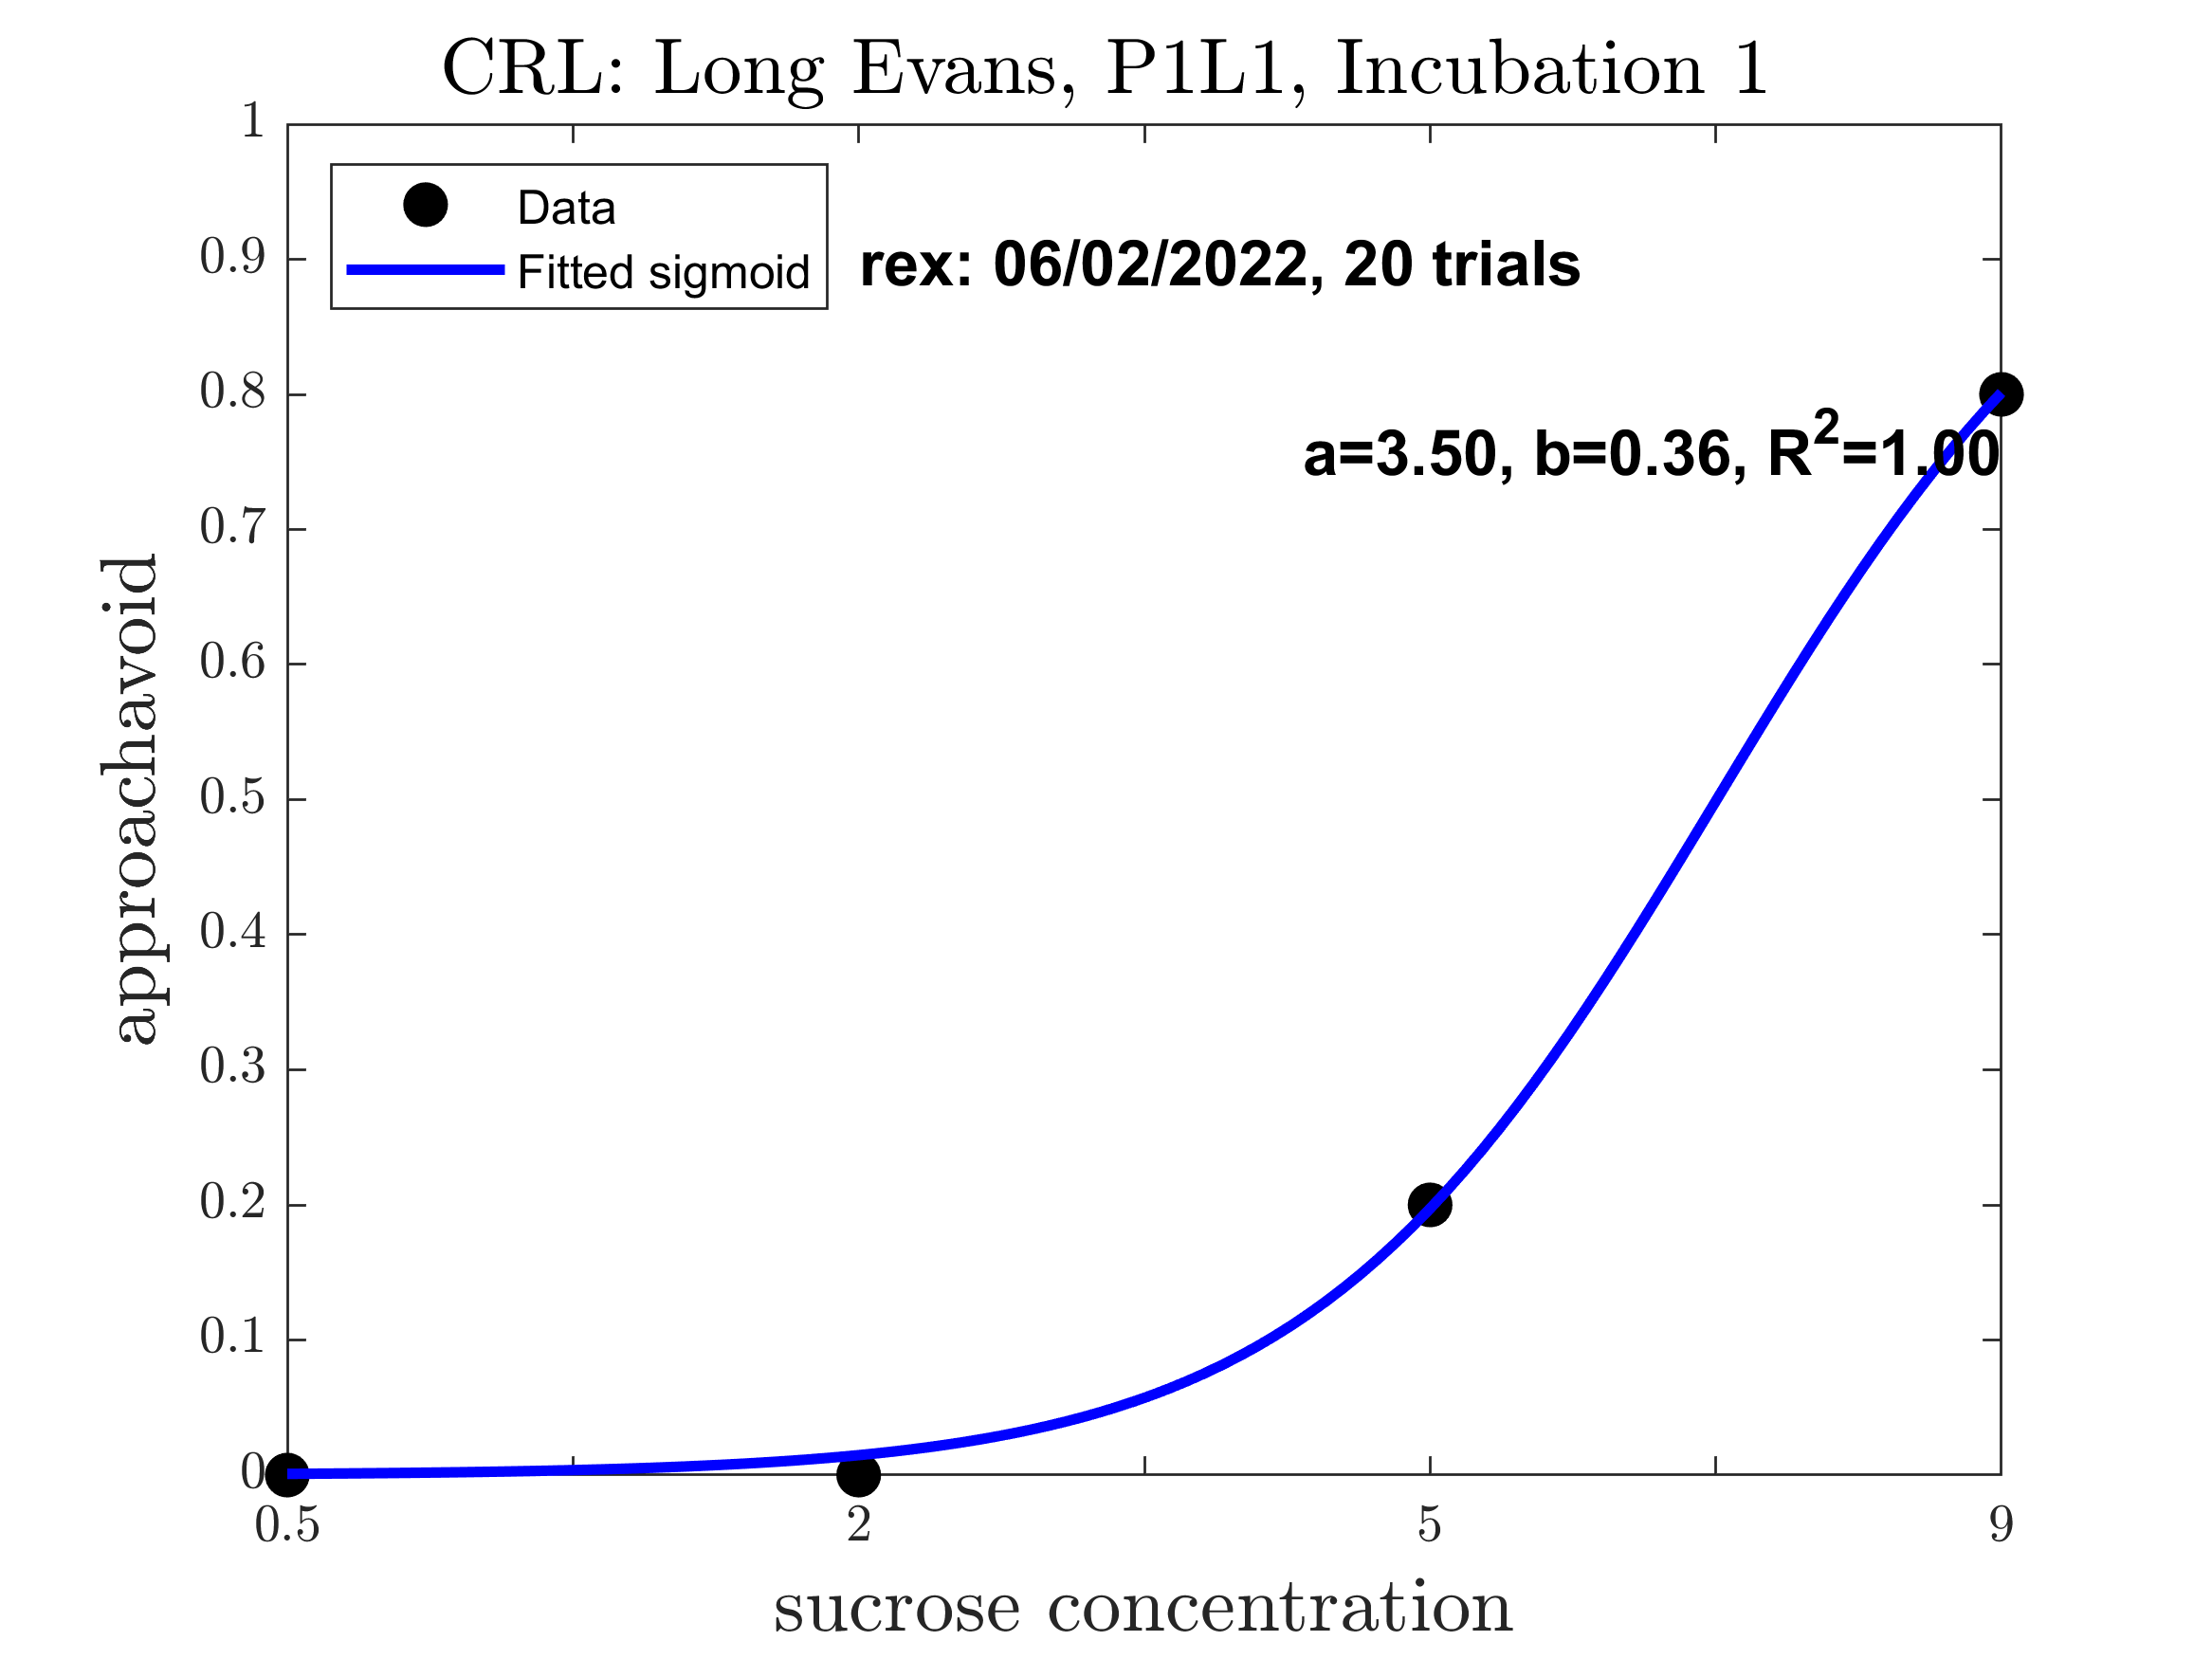 CRL: Long Evans, P1L1, Incubation 1
Data
Fitted sigmoid
rex: 06/02/2022, 20 trials
a=3.50, b=0.36, R²=1.00
approachavoid
1
0.9
0.8
0.7
0.6
0.5
0.4
0.3
0.2
0.1
0
0.5 2 5 9
sucrose concentration